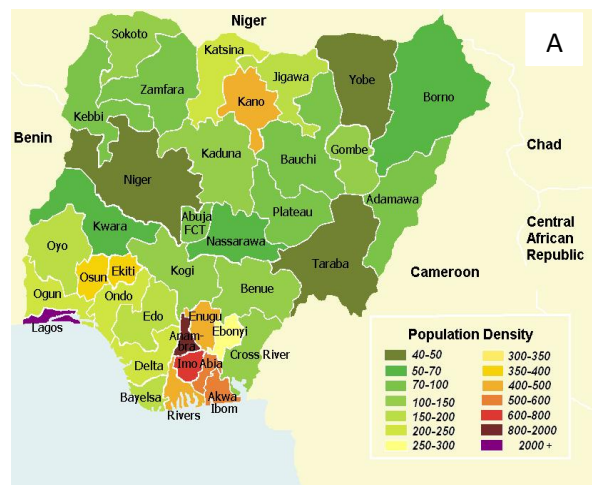 Niger
A
Sokoto
Katsina
Jigawa
Yobe
Borno
Zamfara
Kano
Kebbi
Benin
Chad
Kaduna
Bauchi
Gombe
Niger
Adamawa
Abuja
FCT
Plateau
Kwara
Nassarawa
Central
African
Republic
Oyo
Taraba
Cameroon
Osun
Ekiti
Kogi
Benue
Ogun
Ondo
Edo
Lagos
Enugu
Ebonyi
Anam-
bra
Cross River
Delta
Imo
Abia
Bayelsa
Rivers
Akwa
Ibom
Population Density
40-50
50-70
70-100
100-150
150-200
200-250
250-300
300-350
350-400
400-500
500-600
600-800
800-2000
2000 +